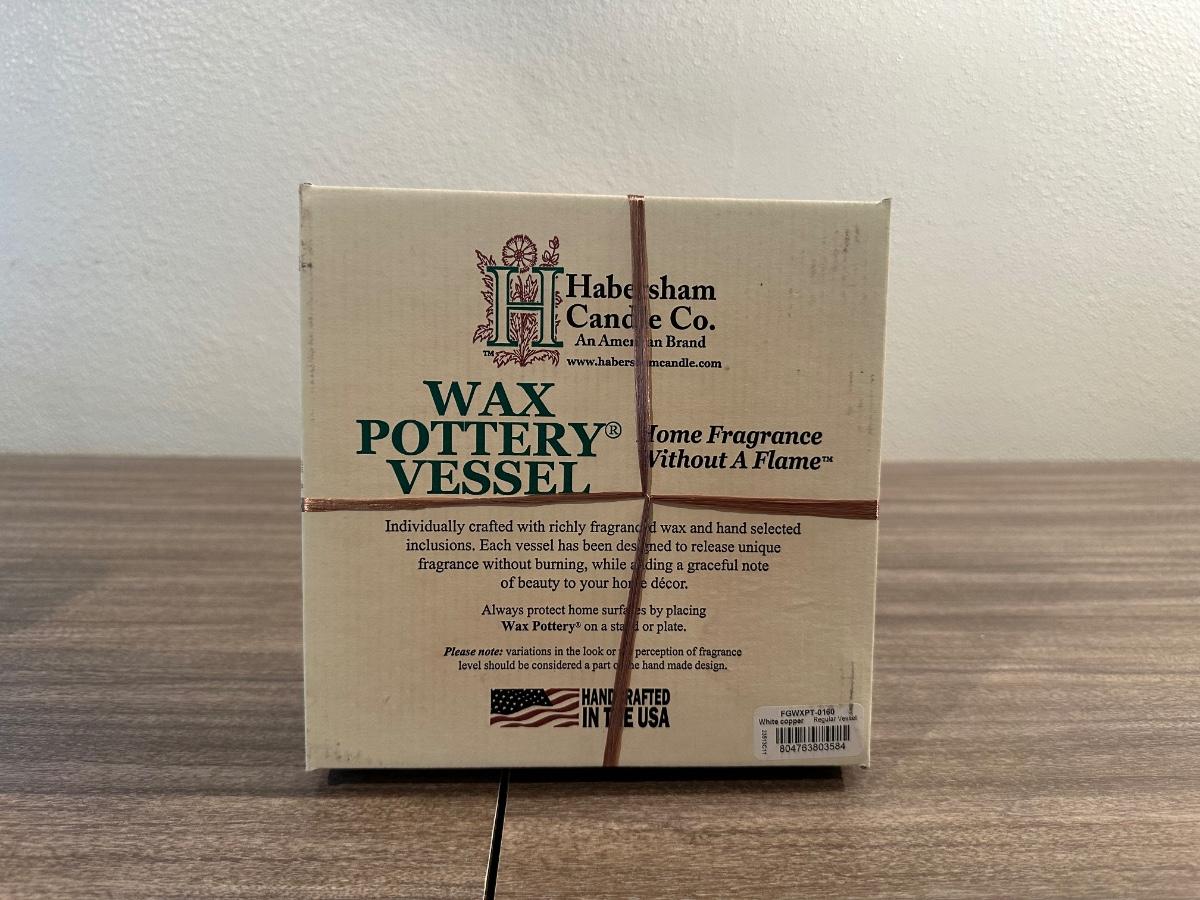 H
TM
Habersham
Candle Co.
An American Brand
www.habershamcandle.com
WAX
POTTERY®
VESSEL
Home Fragrance
Without A Flame™
Individually crafted with richly fragranced wax and hand selected
inclusions. Each vessel has been designed to release unique
fragrance without burning, while adding a graceful note
of beauty to your home décor.
Always protect home surfaces by placing
Wax Pottery® on a stand or plate.
Please note: variations in the look or perception of fragrance
level should be considered a part of the hand made design.
HANDCRAFTED
IN THE USA
FGWXPT-0160
White copper Regular Vessel
804763803584